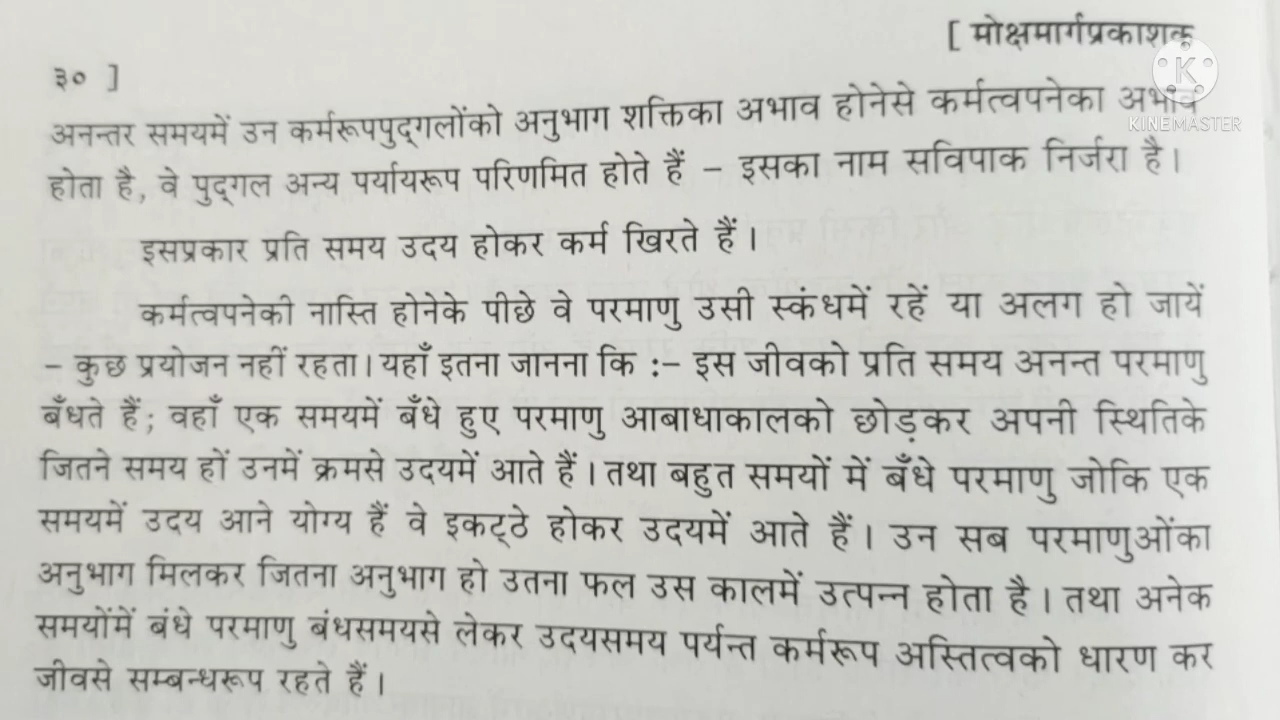 [ मोक्षमार्गप्रकाशक
३० ]
K
KINEMASTER
अनन्तर समयमें उन कर्मरूपपुद्‌गलोंको अनुभाग शक्तिका अभाव होनेसे कर्मत्वपनेका अभाव
होता है, वे पुद्‌गल अन्य पर्यायरूप परिणमित होते हैं – इसका नाम सविपाक निर्जरा है।
इसप्रकार प्रति समय उदय होकर कर्म खिरते हैं।
कर्मत्वपनेकी नास्ति होनेके पीछे वे परमाणु उसी स्कंधमें रहें या अलग हो जायें
– कुछ प्रयोजन नहीं रहता। यहाँ इतना जानना कि :– इस जीवको प्रति समय अनन्त परमाणु
बँधते हैं; वहाँ एक समयमें बँधे हुए परमाणु आबाधाकालको छोड़कर अपनी स्थितिके
जितने समय हों उनमें क्रमसे उदयमें आते हैं। तथा बहुत समयों में बँधे परमाणु जोकि एक
समयमें उदय आने योग्य हैं वे इकट्‌ठे होकर उदयमें आते हैं। उन सब परमाणुओंका
अनुभाग मिलकर जितना अनुभाग हो उतना फल उस कालमें उत्पन्न होता है। तथा अनेक
समयोंमें बंधे परमाणु बंधसमयसे लेकर उदयसमय पर्यन्त कर्मरूप अस्तित्वको धारण कर
जीवसे सम्बन्धरूप रहते हैं।